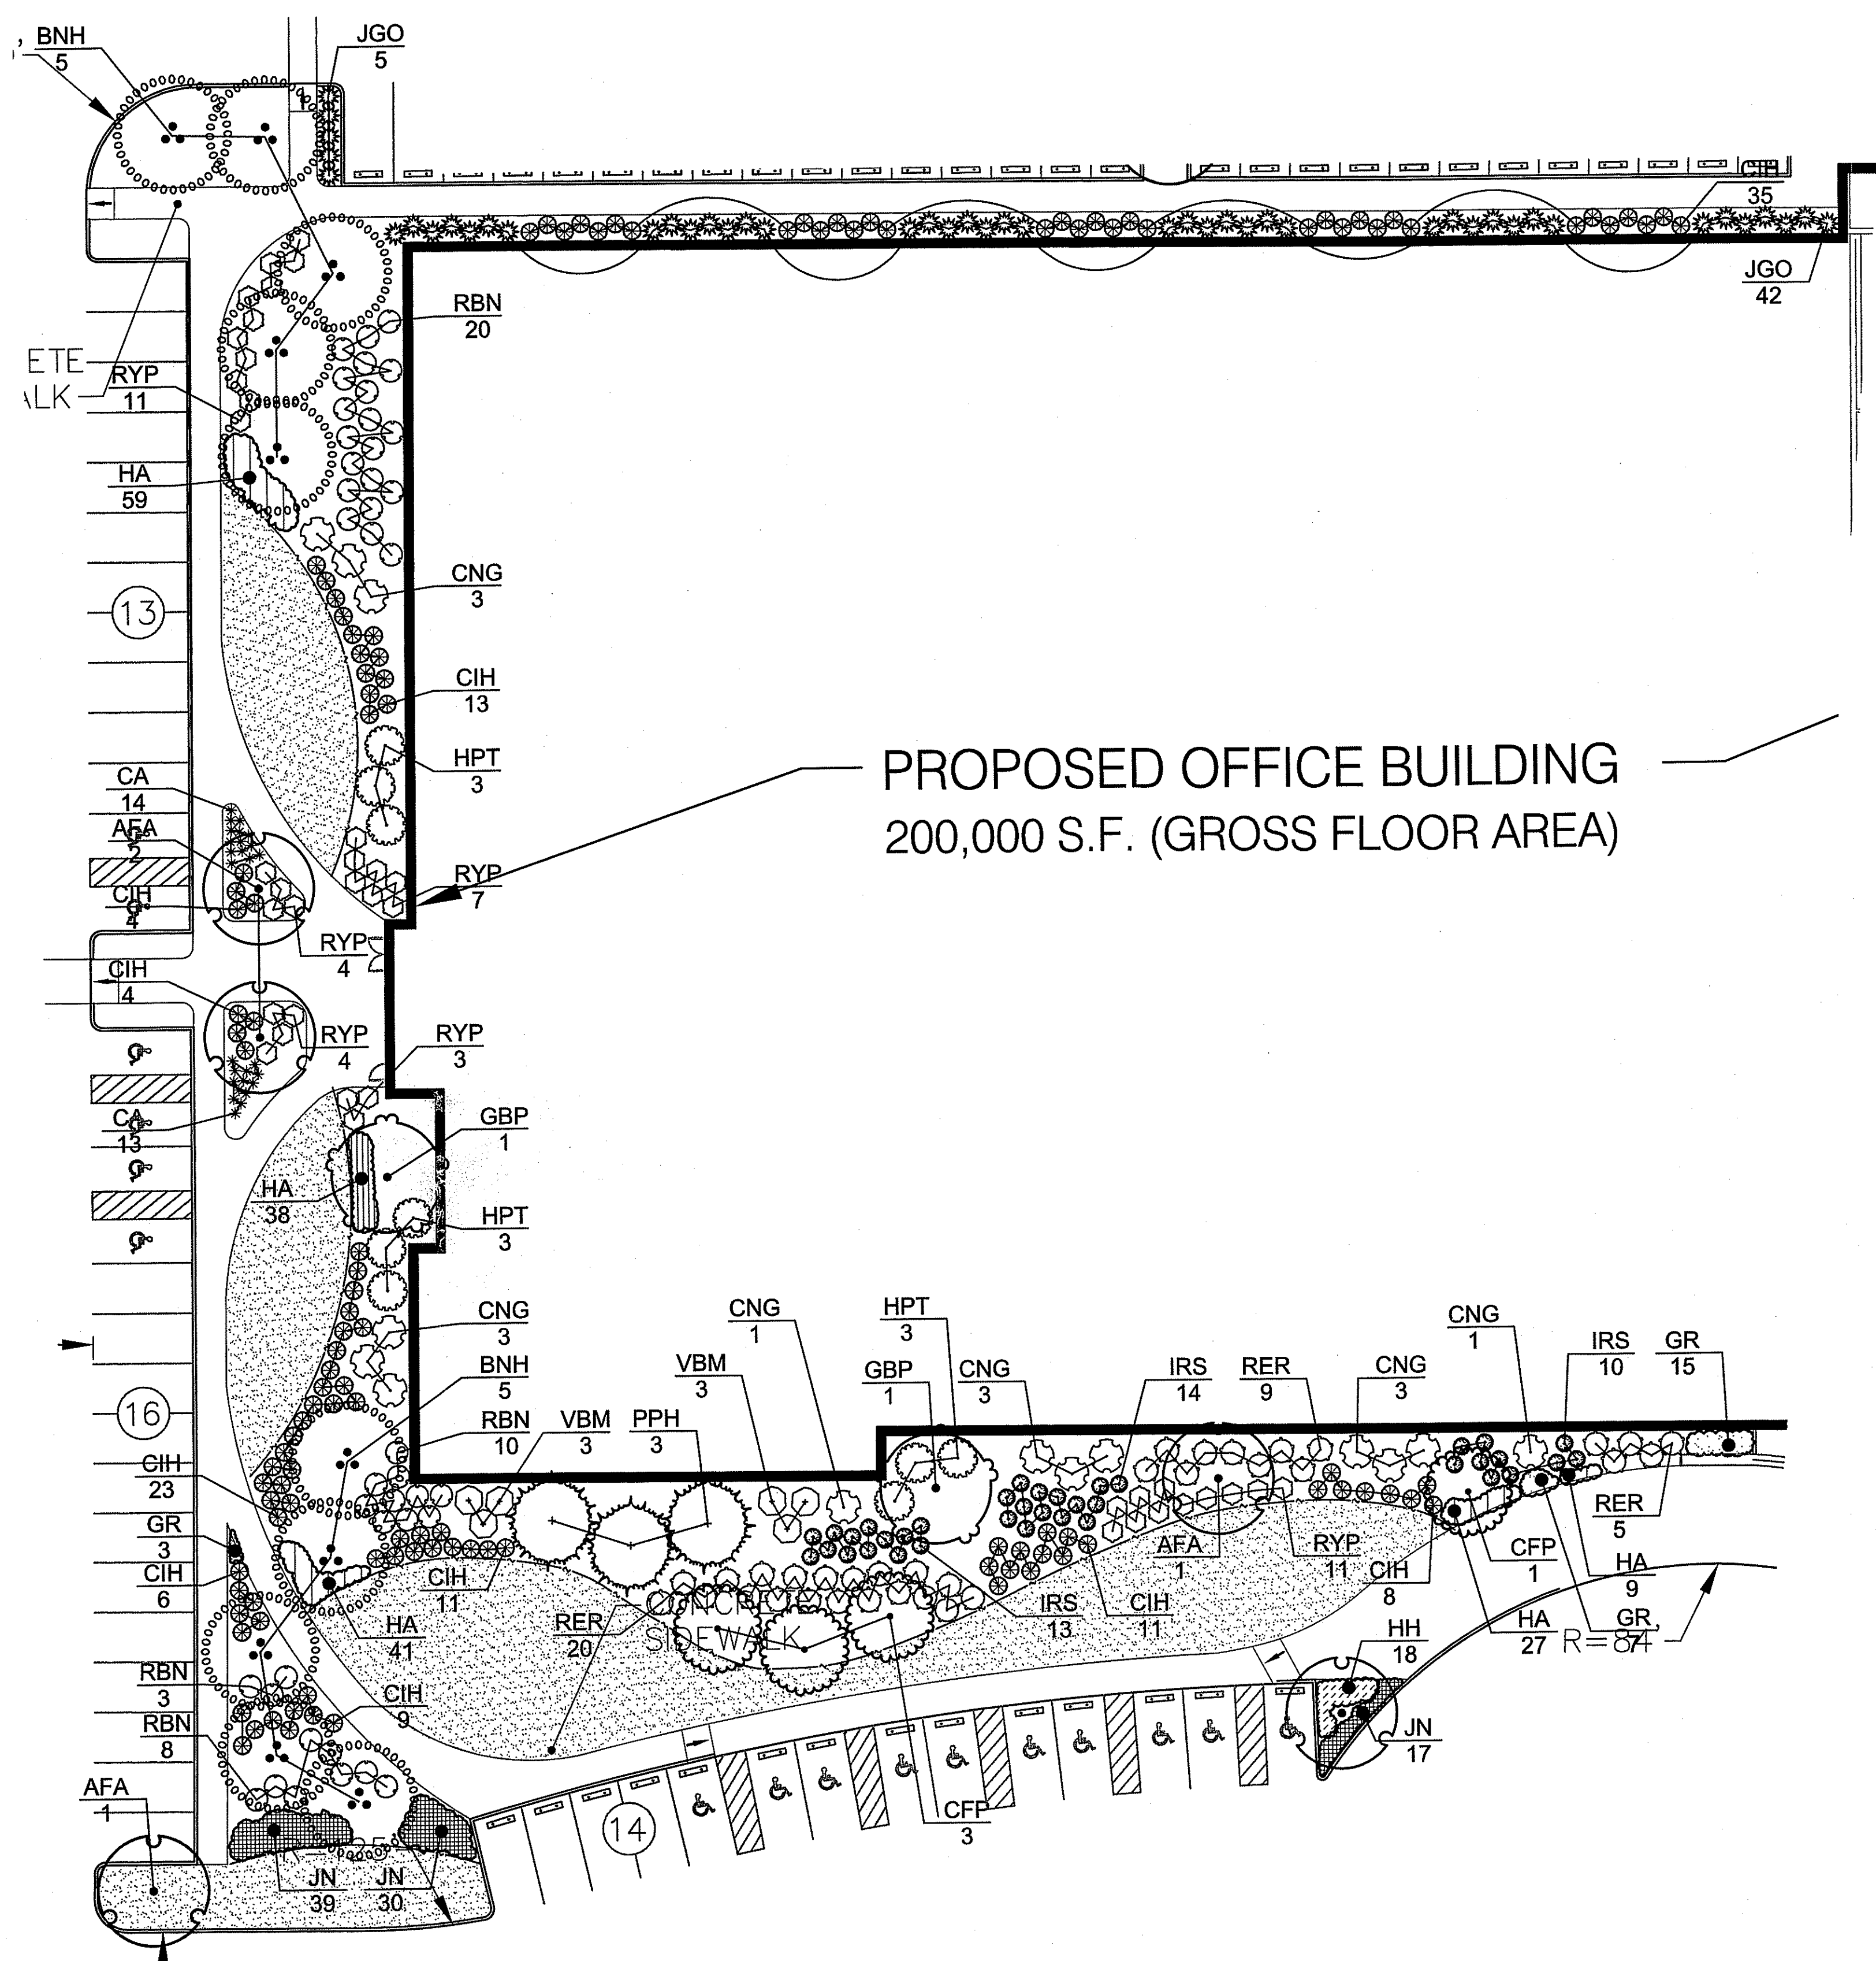 BNH
5
JGO
5
CIH
35
JGO
42
RBN
20
ETE
RYP
11
HA
59
CNG
3
13
CIH
13
HPT
3
PROPOSED OFFICE BUILDING
200,000 S.F. (GROSS FLOOR AREA)
CA
14
AFA
2
CIH
4
RYP
7
RYP
4
CIH
4
RYP
4
RYP
3
CA
13
GBP
1
HA
38
HPT
3
CNG
3
CNG
1
HPT
3
CNG
1
BNH
5
VBM
3
GBP
1
CNG
3
IRS
14
RER
9
CNG
3
IRS
10
GR
15
16
RBN
10
VBM
3
PPH
3
CIH
23
GR
3
CIH
6
CIH
11
RER
20
CONCRETE
SIDEWALK
IRS
13
CIH
11
AFA
1
RYP
11
CIH
8
CFP
1
RER
5
HA
9
HA
27
GR
7
R=84
HA
41
HH
18
JN
17
RBN
3
CIH
9
RBN
8
AFA
1
JN
39
JN
30
14
CFP
3